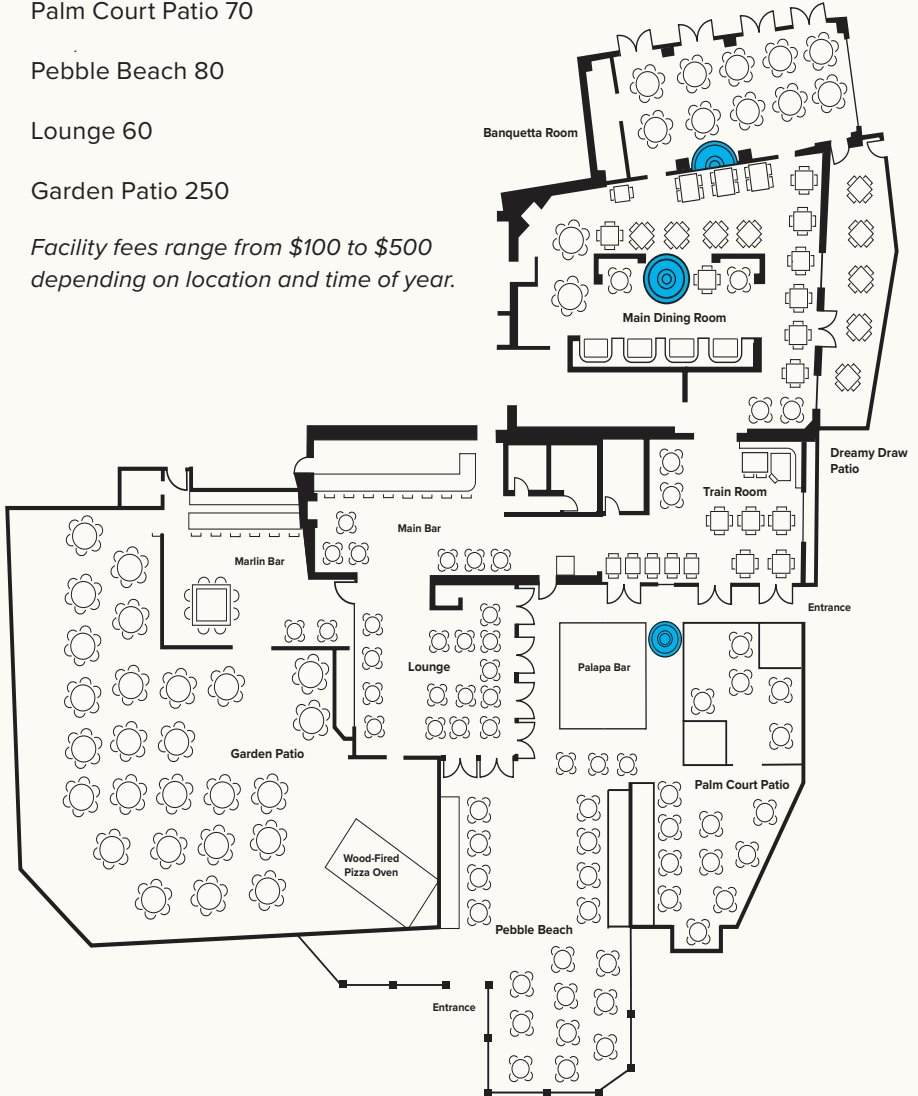 Palm Court Patio 70
Pebble Beach 80
Lounge 60
Garden Patio 250
Facility fees range from $100 to $500
depending on location and time of year.
Banquetta Room
Main Dining Room
Dreamy Draw
Patio
Train Room
Main Bar
Marlin Bar
Entrance
Lounge
Palapa Bar
Garden Patio
Palm Court Patio
Wood-Fired
Pizza Oven
Pebble Beach
Entrance